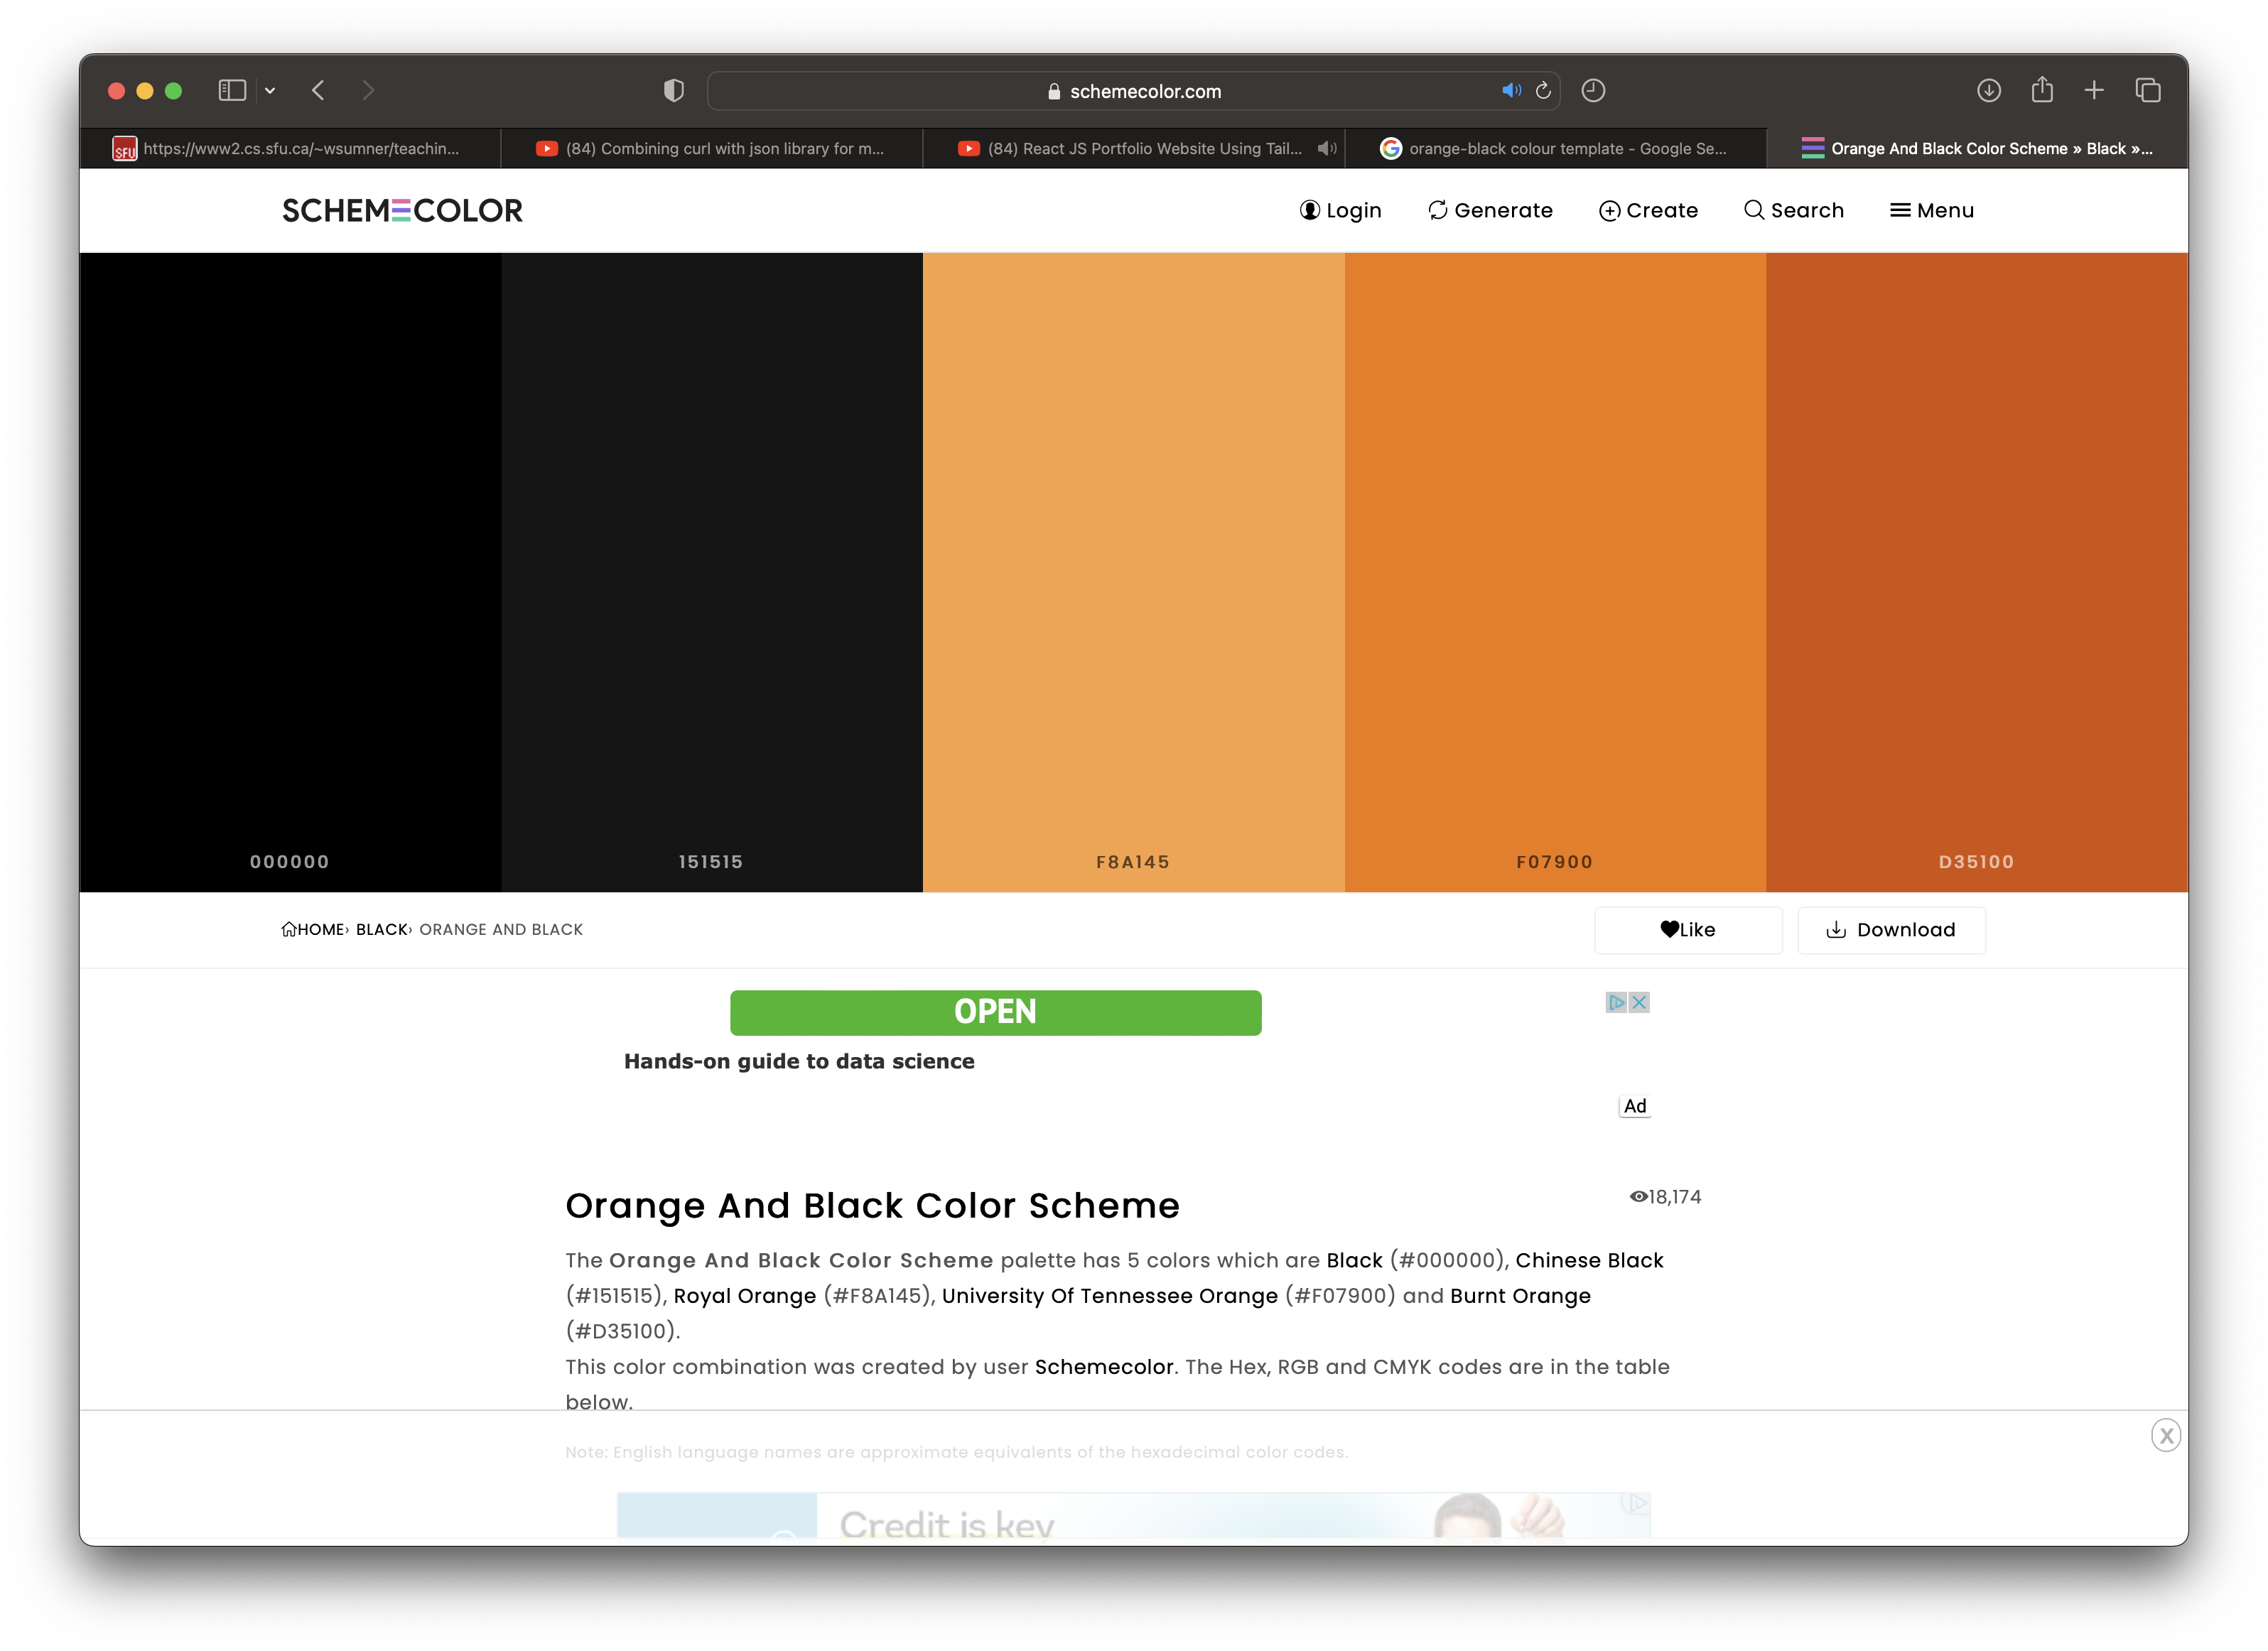 schemecolor.com
SFU https://www2.cs.sfu.ca/~wsumner/teachin...
(84) Combining curl with json library for m...
(84) React JS Portfolio Website Using Tail...
orange-black colour template - Google Se...
Orange And Black Color Scheme » Black »...
SCHEMECOLOR
Login Generate Create Search Menu
000000 151515 F8A145 F07900 D35100
HOME› BLACK› ORANGE AND BLACK
Like Download
OPEN
Hands-on guide to data science
Ad
Orange And Black Color Scheme
18,174
The Orange And Black Color Scheme palette has 5 colors which are Black (#000000), Chinese Black
(#151515), Royal Orange (#F8A145), University Of Tennessee Orange (#F07900) and Burnt Orange
(#D35100).
This color combination was created by user Schemecolor. The Hex, RGB and CMYK codes are in the table
below.
X
Note: English language names are approximate equivalents of the hexadecimal color codes.
Credit is key